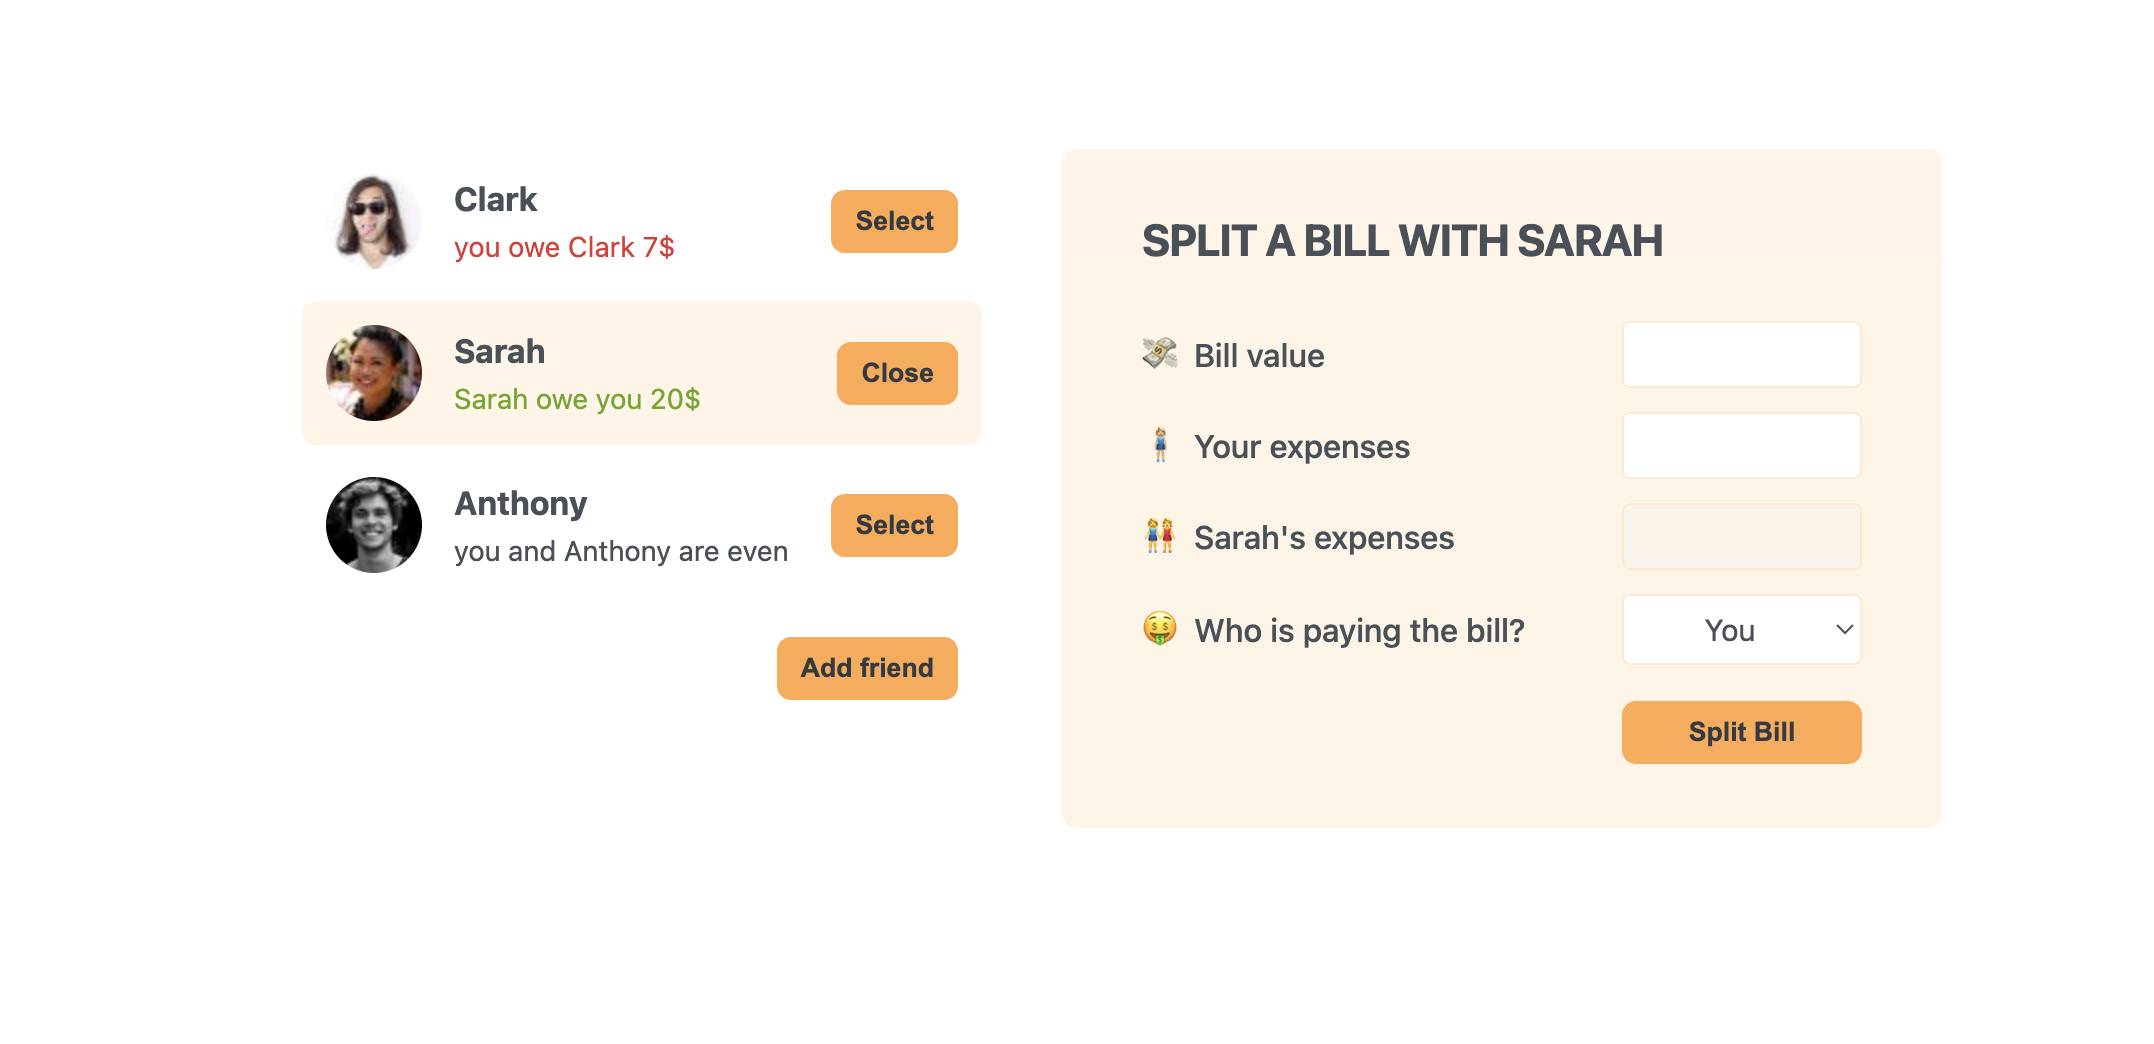 Clark
you owe Clark 7$
Select
Sarah
Sarah owe you 20$
Close
Anthony
you and Anthony are even
Select
Add friend
SPLIT A BILL WITH SARAH
💸 Bill value
🧍‍♀️ Your expenses
👭 Sarah's expenses
🤑 Who is paying the bill?
You
Split Bill